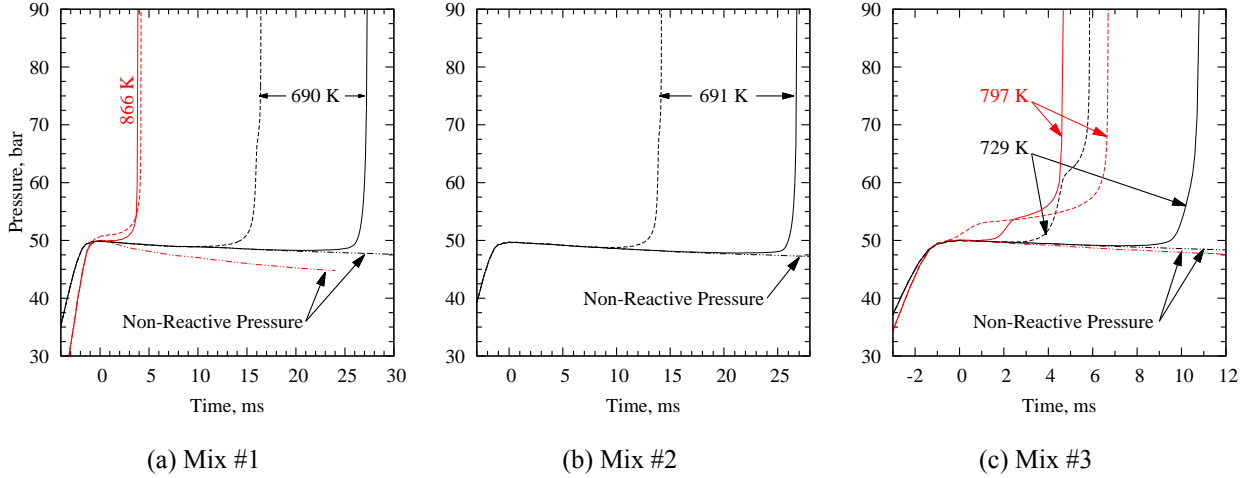 90
80
70
60
50
40
30
Pressure, bar
866 K
690 K
Non-Reactive Pressure
0
5
10
15
20
25
30
Time, ms
(a) Mix #1
90
80
70
60
50
40
30
691 K
Non-Reactive Pressure
0
5
10
15
20
25
Time, ms
(b) Mix #2
90
80
70
60
50
40
30
797 K
729 K
Non-Reactive Pressure
-2
0
2
4
6
8
10
12
Time, ms
(c) Mix #3